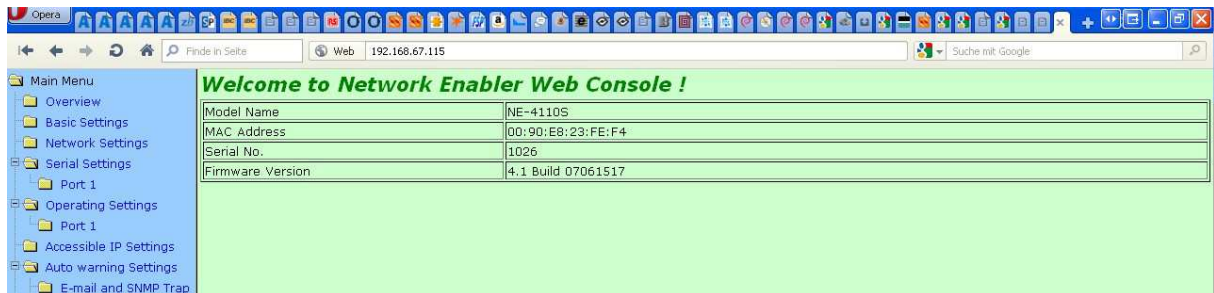 Opera
Finde in Seite
Web
192.168.67.115
Suche mit Google
Main Menu
Overview
Basic Settings
Network Settings
Serial Settings
Port 1
Operating Settings
Port 1
Accessible IP Settings
Auto warning Settings
E-mail and SNMP Trap
Welcome to Network Enabler Web Console !
Model Name NE-4110S
MAC Address 00:90:E8:23:FE:F4
Serial No. 1026
Firmware Version 4.1 Build 07061517